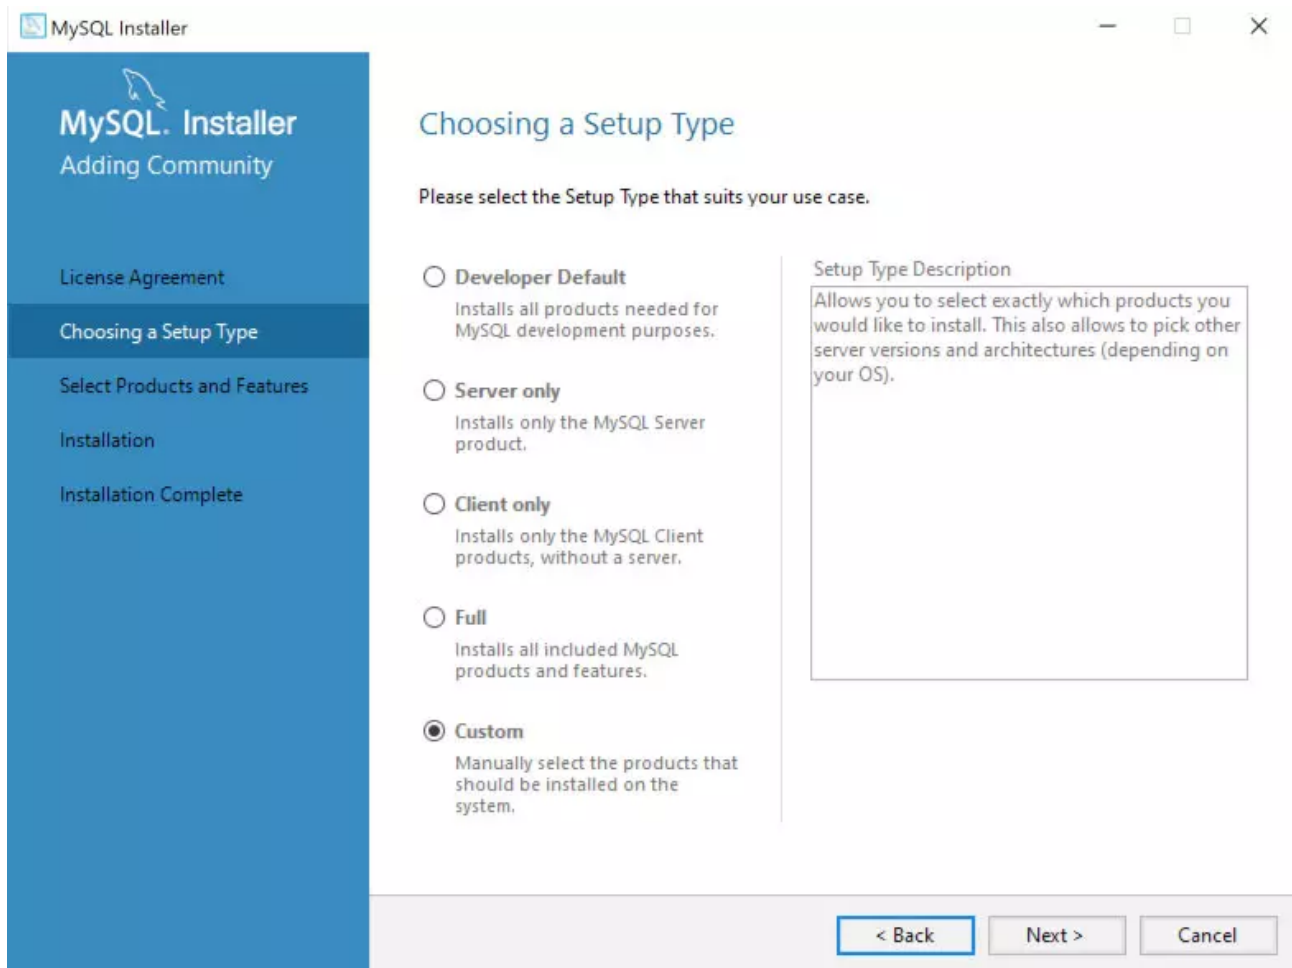 MySQL Installer
MySQL. Installer
Adding Community
License Agreement
Choosing a Setup Type
Select Products and Features
Installation
Installation Complete
Choosing a Setup Type
Please select the Setup Type that suits your use case.
Developer Default
Installs all products needed for
MySQL development purposes.
Server only
Installs only the MySQL Server
product.
Client only
Installs only the MySQL Client
products, without a server.
Full
Installs all included MySQL
products and features.
Custom
Manually select the products that
should be installed on the
system.
Setup Type Description
Allows you to select exactly which products you
would like to install. This also allows to pick other
server versions and architectures (depending on
your OS).
< Back
Next >
Cancel